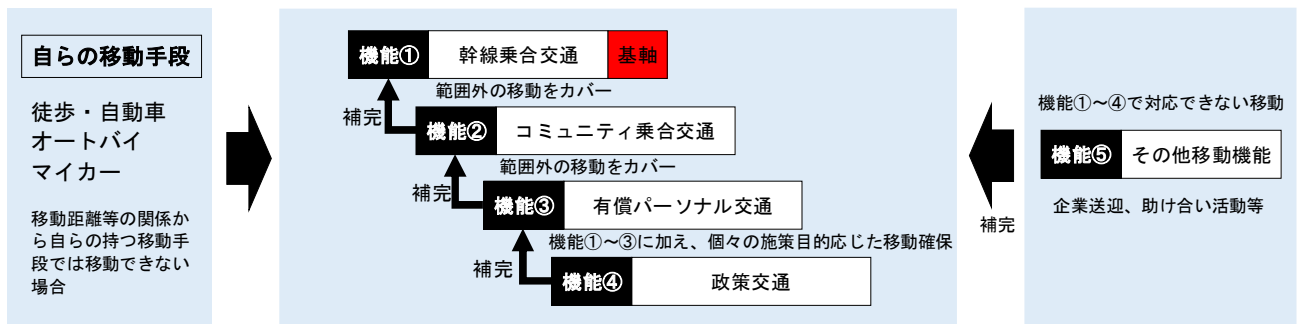 自らの移動手段
徒歩・自動車
オートバイ
マイカー
移動距離等の関係か
ら自らの持つ移動手
段では移動できない
場合
機能① 幹線乗合交通 基軸
範囲外の移動をカバー
補完
機能② コミュニティ乗合交通
範囲外の移動をカバー
補完
機能③ 有償パーソナル交通
機能①～③に加え、個々の施策目的応じた移動確保
補完
機能④ 政策交通
機能①～④で対応できない移動
機能⑤ その他移動機能
企業送迎、助け合い活動等
補完